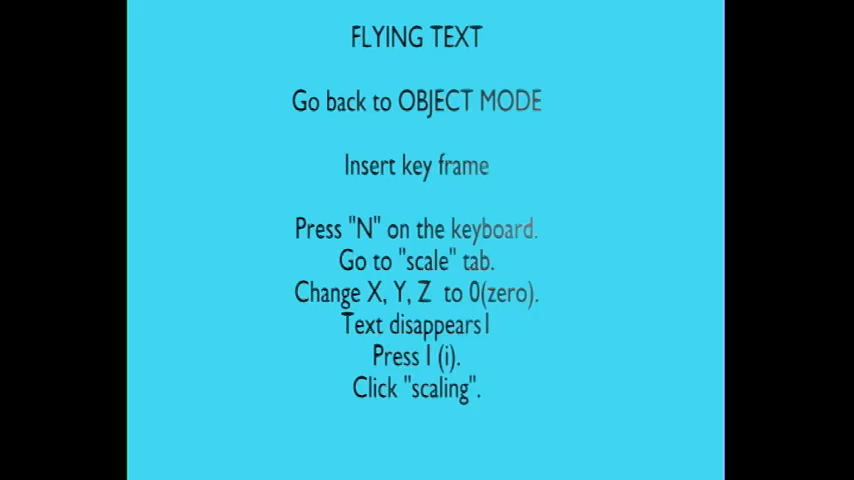 FLYING TEXT
Go back to OBJECT MODE
Insert key frame
Press "N" on the keyboard.
Go to "scale" tab.
Change X, Y, Z to 0(zero).
Text disappears!
Press I (i).
Click "scaling".